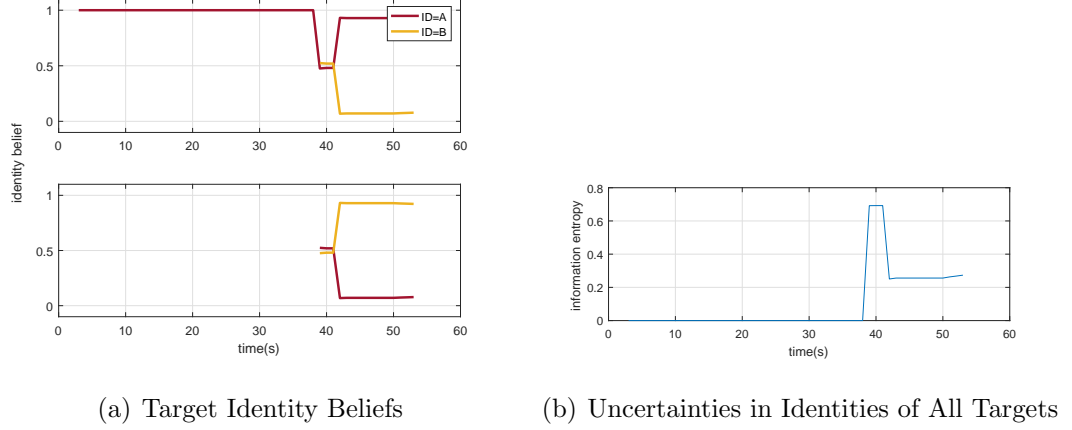 1
0.5
0
0 10 20 30 40 50 60
ID=A
ID=B
identity belief
1
0.5
0
0 10 20 30 40 50 60
time(s)
0.8
0.6
0.4
0.2
0
information entropy
0 10 20 30 40 50 60
time(s)
(a) Target Identity Beliefs
(b) Uncertainties in Identities of All Targets